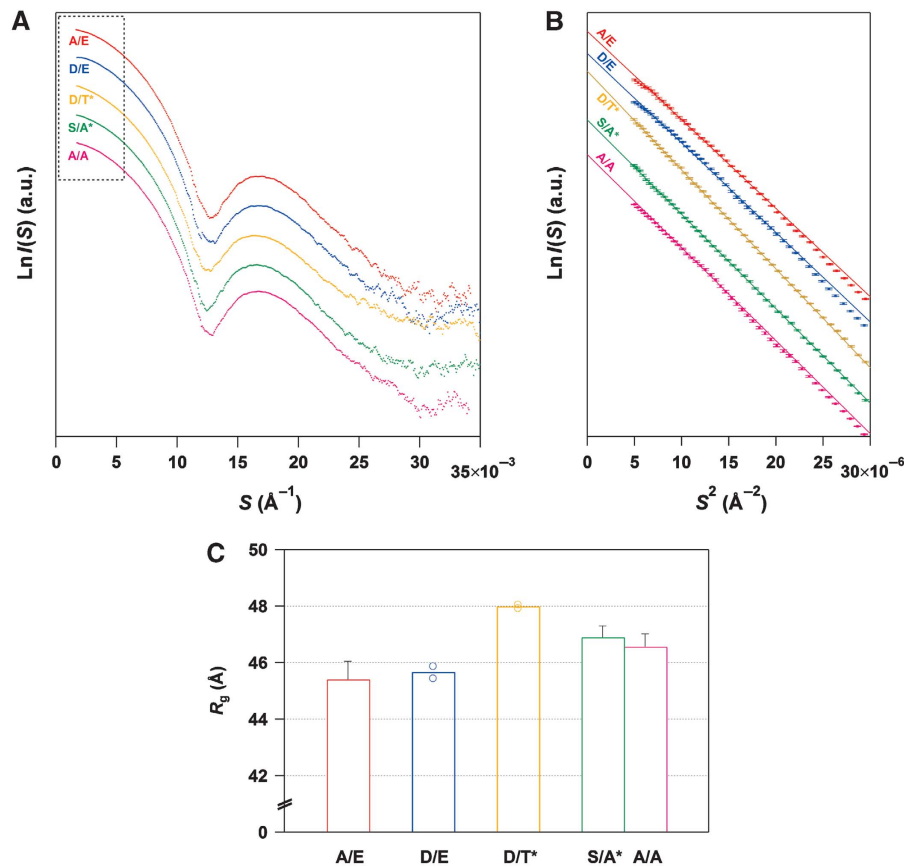 A
Ln I(S) (a.u.)
A/E
D/E
D/T*
S/A*
A/A
0 5 10 15 20 25 30 35×10⁻³
S (Å⁻¹)
B
Ln I(S) (a.u.)
A/E
D/E
D/T*
S/A*
A/A
0 5 10 15 20 25 30×10⁻⁶
S² (Å⁻²)
C
Rg (Å)
50
48
46
44
42
0
A/E D/E D/T* S/A* A/A